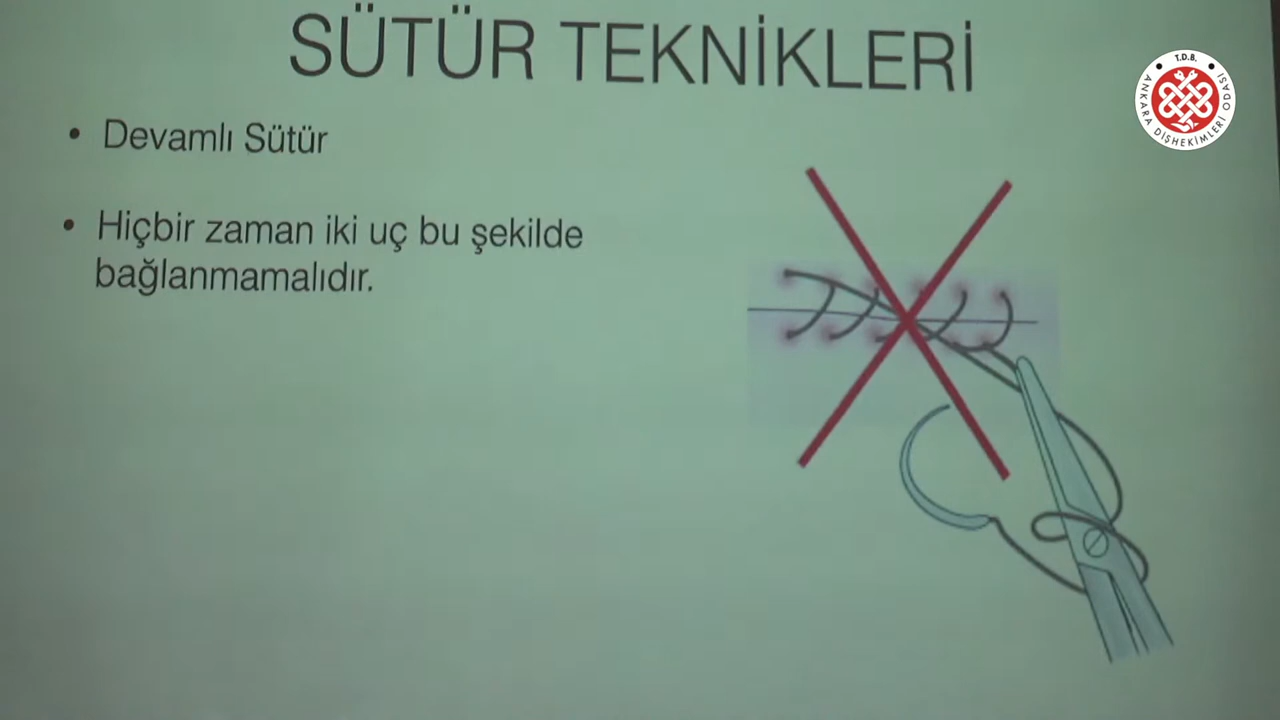 SÜTÜR TEKNİKLERİ
• Devamlı Sütür
• Hiçbir zaman iki uç bu şekilde
bağlanmamalıdır.
T.D.B.
ANKARA DİŞHEKİMLERİ ODASI